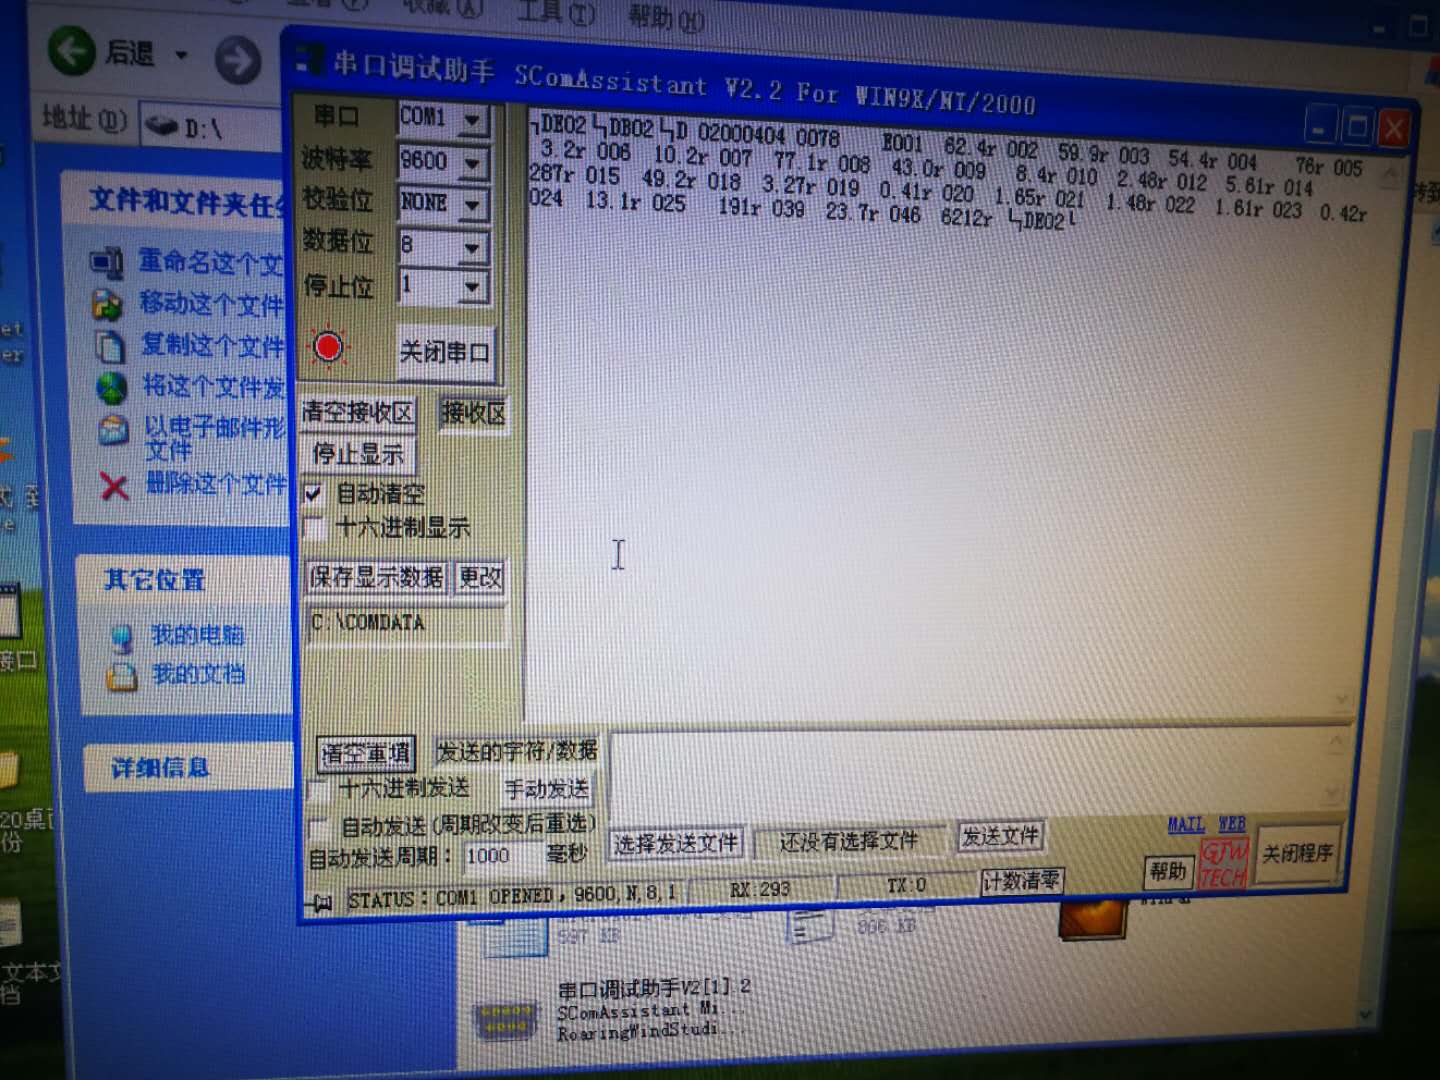 工具(T) 帮助(H)
后退
地址(D) D:\
串口调试助手 SComAssistant V2.2 For WIN9X/NT/2000
串口 COM1
波特率 9600
校验位 NONE
数据位 8
停止位 1
关闭串口
清空接收区 接收区
停止显示
自动清空
十六进制显示
保存显示数据 更改
C:\COMDATA
┐DE02└┐DB02└┐D 02000404 0078 E001 62.4r 002 59.9r 003 54.4r 004 76r 005
3.2r 006 10.2r 007 77.1r 008 43.0r 009 8.4r 010 2.48r 012 5.61r 014
287r 015 49.2r 018 3.27r 019 0.41r 020 1.65r 021 1.48r 022 1.61r 023 0.42r
024 13.1r 025 191r 039 23.7r 046 6212r └┐DE02└
清空重填 发送的字符/数据
十六进制发送 手动发送
自动发送(周期改变后重选)
自动发送周期: 1000 毫秒
选择发送文件 还没有选择文件 发送文件
MAIL WEB
帮助 GJW TECH 关闭程序
STATUS:COM1 OPENED, 9600,N,8,1 RX:293 TX:0 计数清零
文件和文件夹任
重命名这个文
移动这个文件
复制这个文件
将这个文件发
以电子邮件形
文件
删除这个文件
其它位置
我的电脑
我的文档
详细信息
597 KB
串口调试助手V2[1].2
SComAssistant Mi...
RoaringWindStudi...
接口
20桌
份
文本文
档